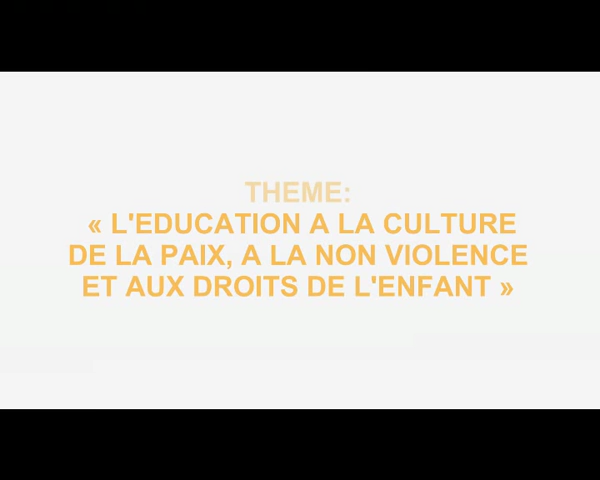 THEME:
« L'EDUCATION A LA CULTURE
DE LA PAIX, A LA NON VIOLENCE
ET AUX DROITS DE L'ENFANT »